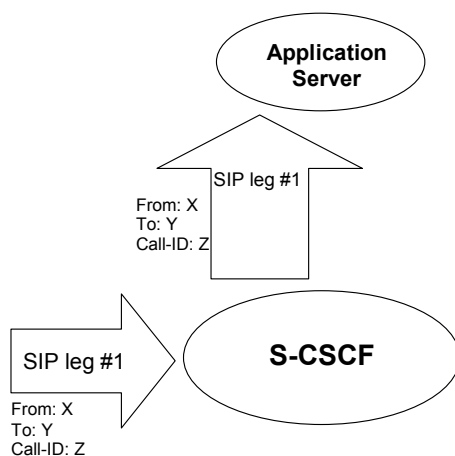 Application
Server
SIP leg #1
From: X
To: Y
Call-ID: Z
S-CSCF
SIP leg #1
From: X
To: Y
Call-ID: Z